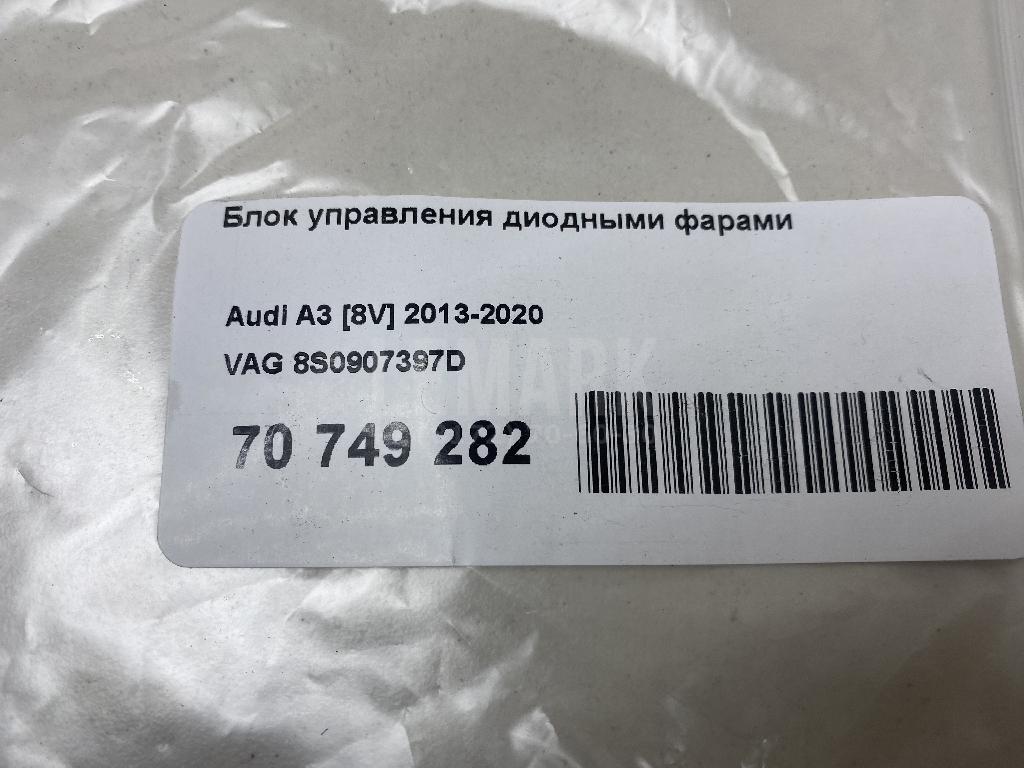 Блок управления диодными фарами
Audi A3 [8V] 2013-2020
VAG 8S0907397D
70 749 282